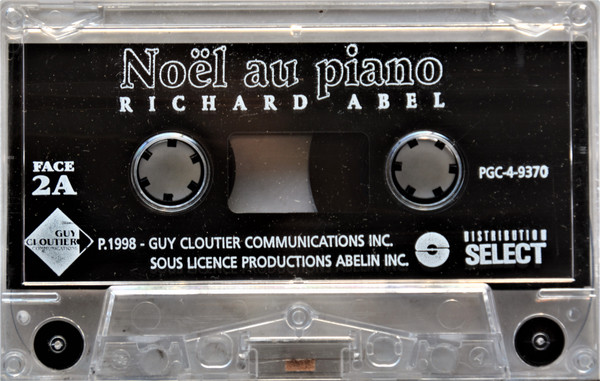 Noël au piano
RICHARD ABEL
FACE
2A
PGC-4-9370
GUY
CLOUTIER
COMMUNICATIONS
P.1998 - GUY CLOUTIER COMMUNICATIONS INC.
SOUS LICENCE PRODUCTIONS ABELIN INC.
DISTRIBUTION
SELECT